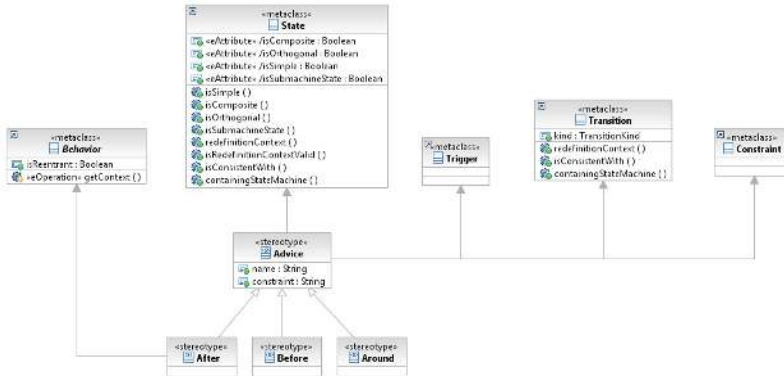 «metaclass»
State
«eAttribute» /isComposite : Boolean
«eAttribute» /isOrthogonal : Boolean
«eAttribute» /isSimple : Boolean
«eAttribute» /isSubmachineState : Boolean
isSimple ( )
isComposite ( )
isOrthogonal ( )
isSubmachineState ( )
redefinitionContext ( )
isRedefinitionContextValid ( )
isConsistentWith ( )
containingStateMachine ( )
«metaclass»
Behavior
isReentrant : Boolean
«eOperation» getContext ( )
«metaclass»
Trigger
«metaclass»
Transition
kind : TransitionKind
redefinitionContext ( )
isConsistentWith ( )
containingStateMachine ( )
«metaclass»
Constraint
«stereotype»
Advice
name : String
constraint : String
«stereotype»
After
«stereotype»
Before
«stereotype»
Around